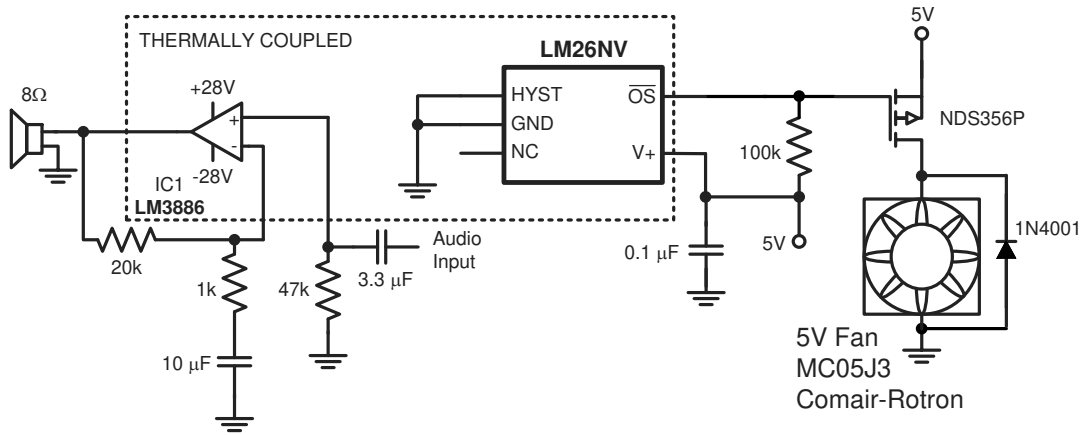 THERMALLY COUPLED
LM26NV
5V
8Ω
+28V
HYST
OS
+
GND
NDS356P
-
NC
V+
100k
-28V
IC1
LM3886
Audio
Input
5V
1N4001
20k
0.1 μF
1k
47k
3.3 μF
10 μF
5V Fan
MC05J3
Comair-Rotron